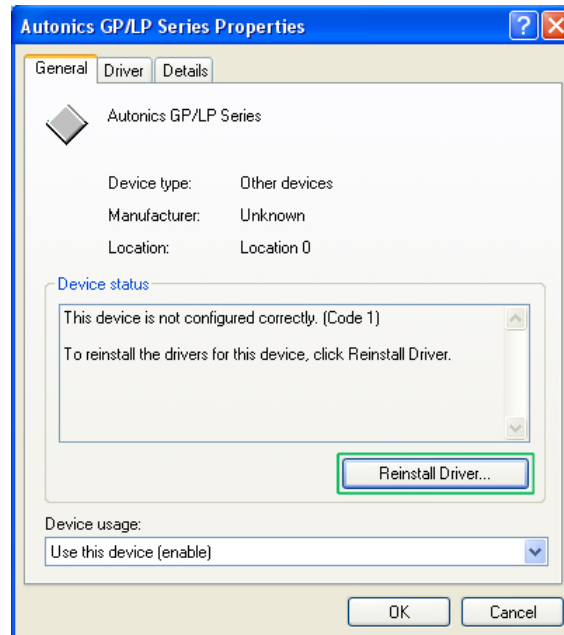 Autonics GP/LP Series Properties
General Driver Details
Autonics GP/LP Series
Device type: Other devices
Manufacturer: Unknown
Location: Location 0
Device status
This device is not configured correctly. (Code 1)
To reinstall the drivers for this device, click Reinstall Driver.
Reinstall Driver...
Device usage:
Use this device (enable)
OK Cancel